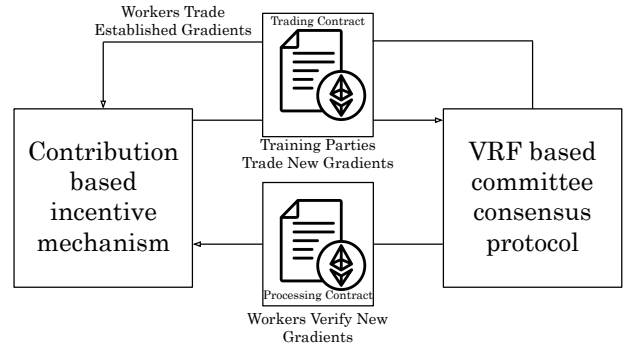 Workers Trade
Established Gradients
Trading Contract
Training Parties
Trade New Gradients
Contribution
based
incentive
mechanism
VRF based
committee
consensus
protocol
Processing Contract
Workers Verify New
Gradients